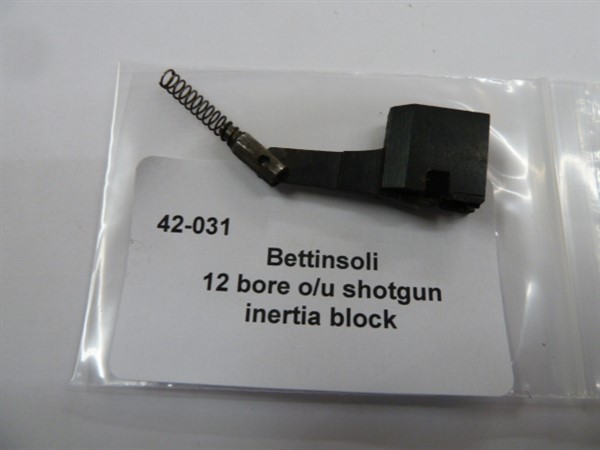 42-031
Bettinsoli
12 bore o/u shotgun
inertia block